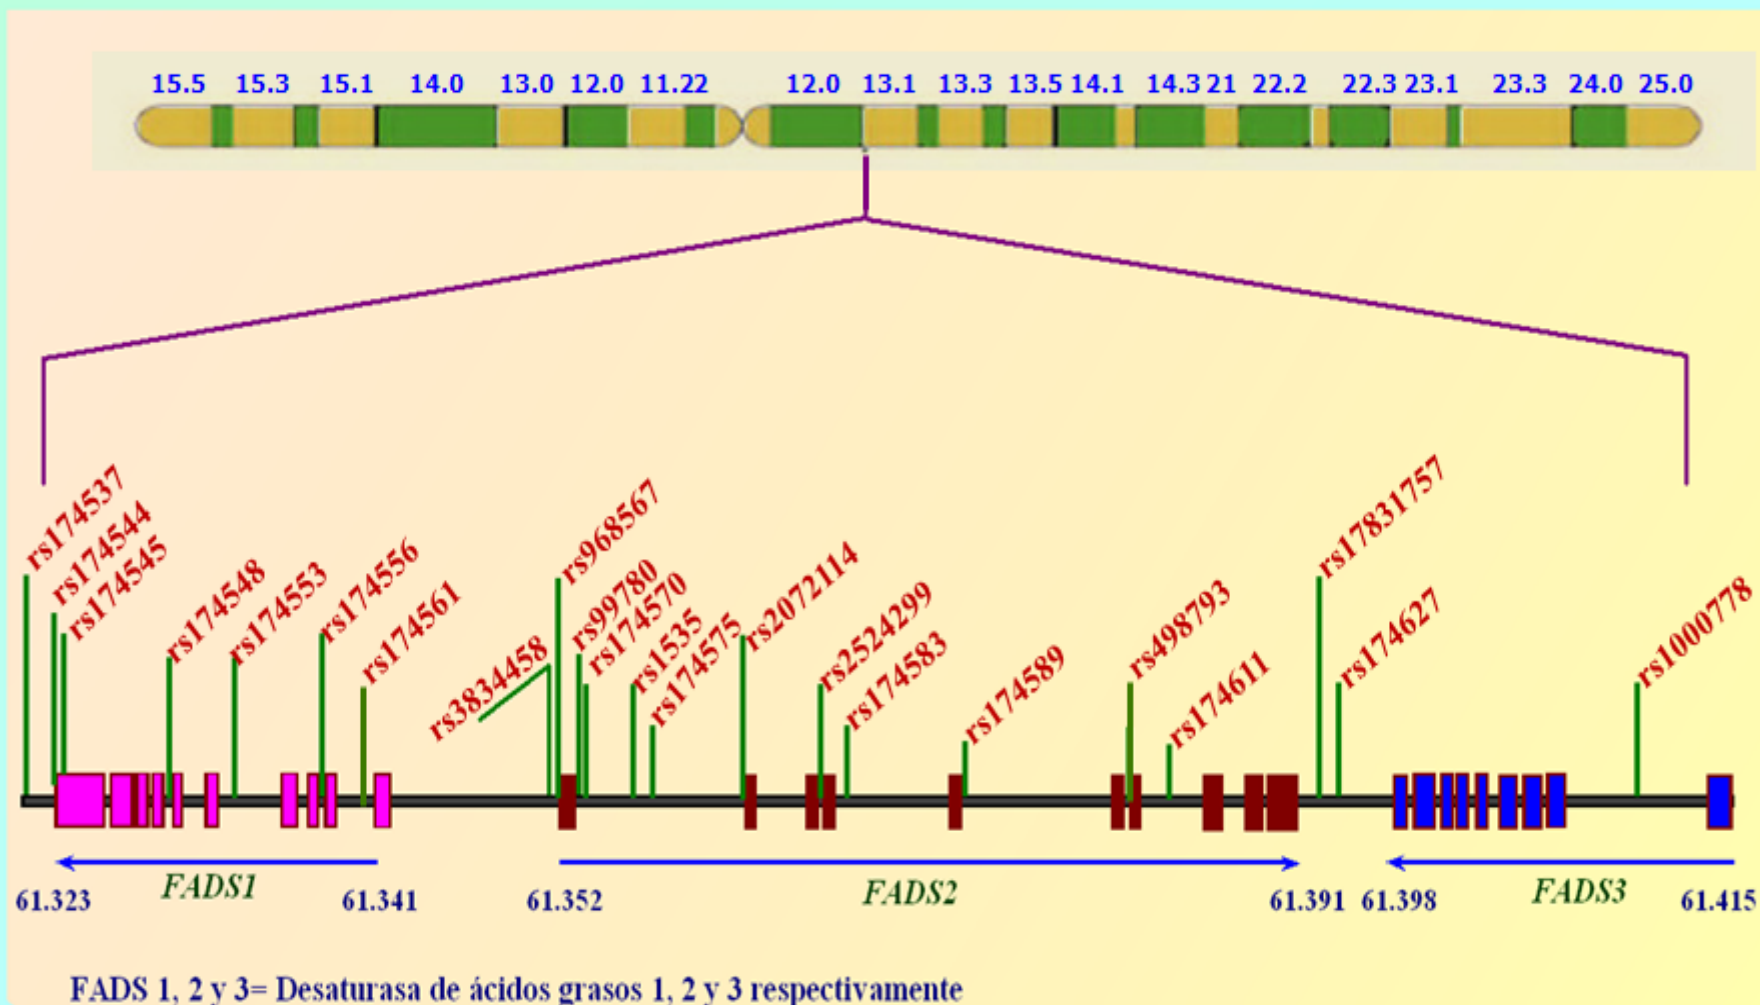 15.5 15.3 15.1 14.0 13.0 12.0 11.22 12.0 13.1 13.3 13.5 14.1 14.3 21 22.2 22.3 23.1 23.3 24.0 25.0
rs174537
rs174544
rs174545
rs174548
rs174553
rs174556
rs174561
rs3834458
rs968567
rs99780
rs174570
rs1535
rs174575
rs2072114
rs2524299
rs174583
rs174589
rs498793
rs174611
rs17831757
rs174627
rs1000778
FADS1 FADS2 FADS3
61.323 61.341 61.352 61.391 61.398 61.415
FADS 1, 2 y 3= Desaturasa de ácidos grasos 1, 2 y 3 respectivamente